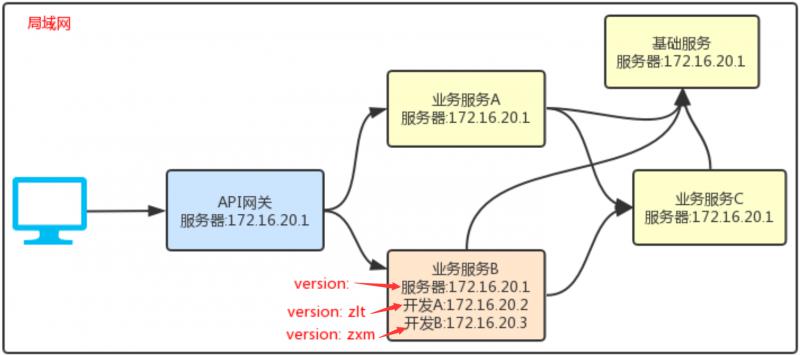 局域网
基础服务
服务器:172.16.20.1
业务服务A
服务器:172.16.20.1
API网关
服务器:172.16.20.1
业务服务C
服务器:172.16.20.1
业务服务B
version:
服务器:172.16.20.1
version: zlt
开发A:172.16.20.2
version: zxm
开发B:172.16.20.3